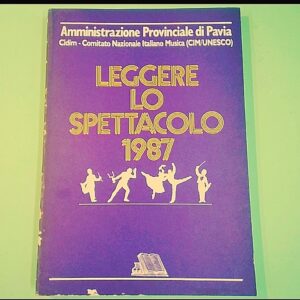 Amministrazione Provinciale di Pavia
Cidim - Comitato Nazionale Italiano Musica (CIM/UNESCO)
LEGGERE
LO
SPETTACOLO
1987